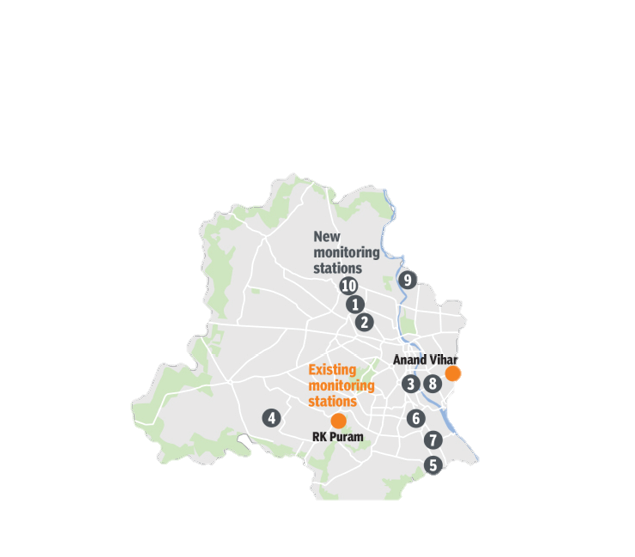 New
monitoring
stations
10
9
1
2
Anand Vihar
Existing
monitoring
stations
3
8
4
6
RK Puram
7
5